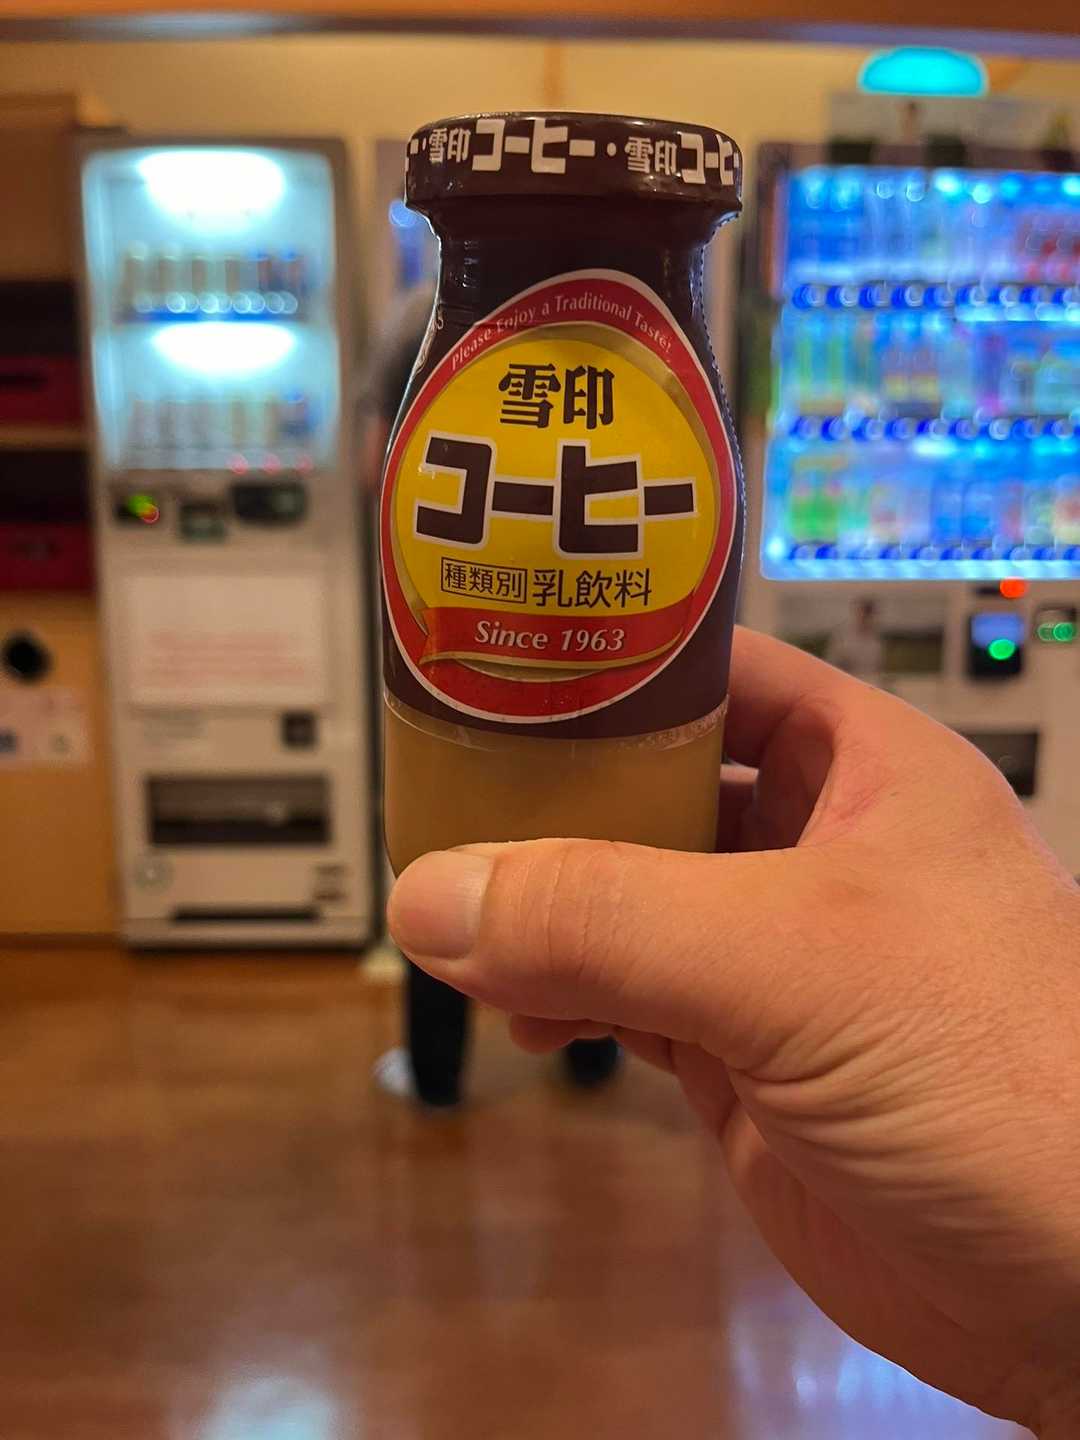 雪印コーヒー・雪印コーヒ
Please Enjoy a Traditional Taste!
雪印
コーヒー
種類別 乳飲料
Since 1963